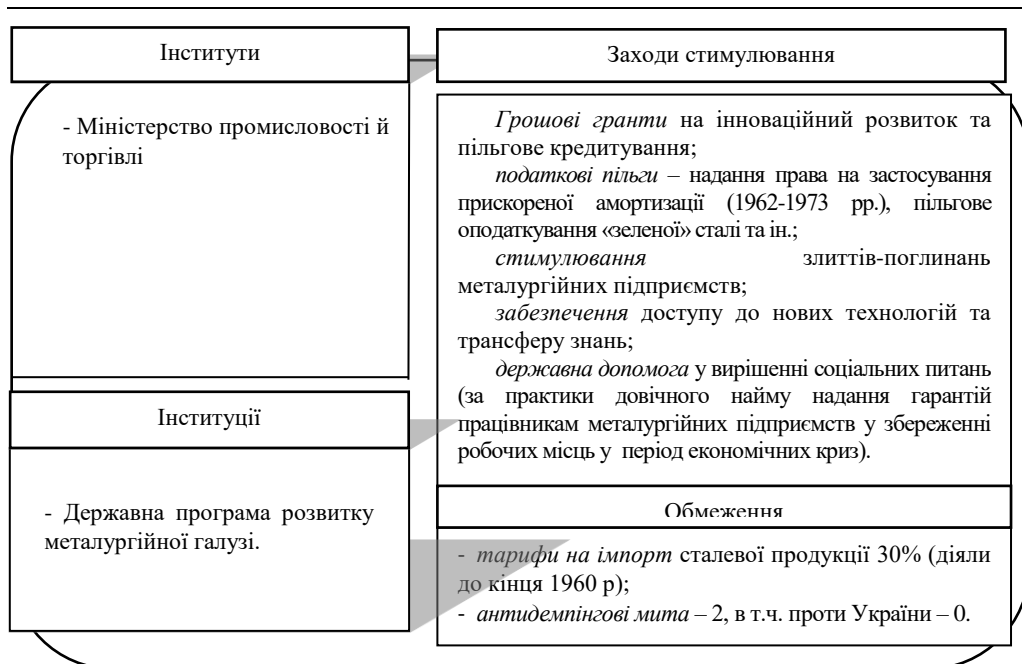 Інститути
- Міністерство промисловості й
торгівлі
Інституції
- Державна програма розвитку
металургійної галузі.
Заходи стимулювання
Грошові гранти на інноваційний розвиток та
пільгове кредитування;
податкові пільги – надання права на застосування
прискореної амортизації (1962-1973 рр.), пільгове
оподаткування «зеленої» сталі та ін.;
стимулювання злиттів-поглинань
металургійних підприємств;
забезпечення доступу до нових технологій та
трансферу знань;
державна допомога у вирішенні соціальних питань
(за практики довічного найму надання гарантій
працівникам металургійних підприємств у збереженні
робочих місць у період економічних криз).
Обмеження
- тарифи на імпорт сталевої продукції 30% (діяли
до кінця 1960 р);
- антидемпінгові мита – 2, в т.ч. проти України – 0.